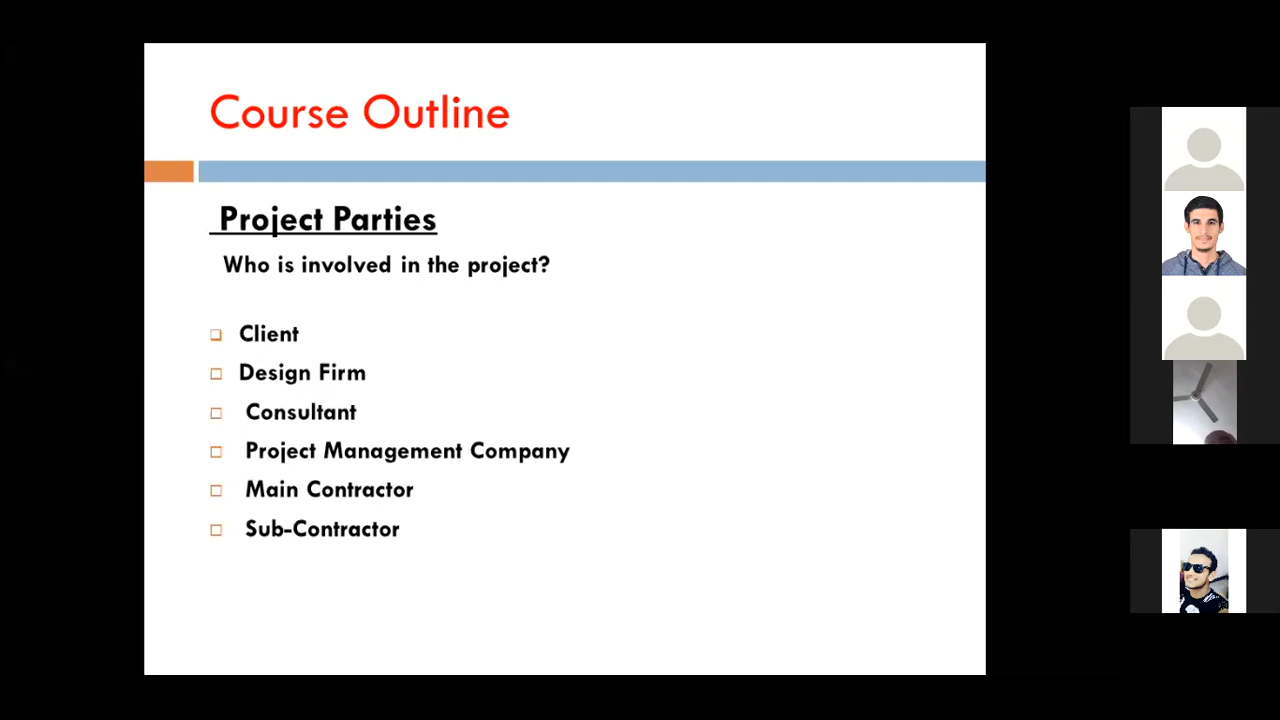 Course Outline
Project Parties
Who is involved in the project?
Client
Design Firm
Consultant
Project Management Company
Main Contractor
Sub-Contractor